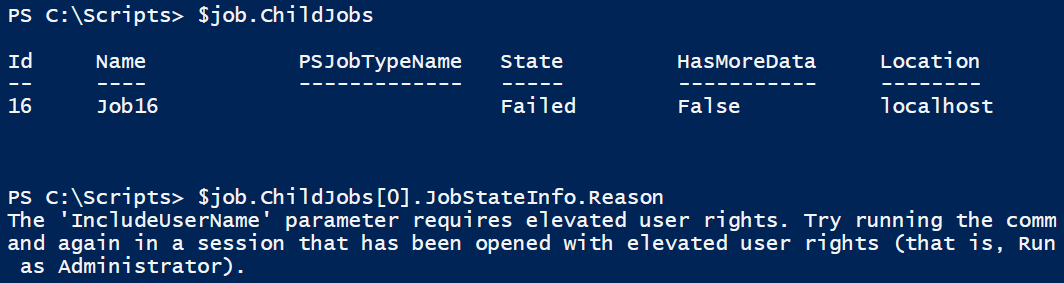 PS C:\Scripts> $job.ChildJobs
Id     Name            PSJobTypeName   State         HasMoreData     Location
--     ----            -------------   -----         -----------     --------
16     Job16                           Failed        False           localhost
PS C:\Scripts> $job.ChildJobs[0].JobStateInfo.Reason
The 'IncludeUserName' parameter requires elevated user rights. Try running the comm
and again in a session that has been opened with elevated user rights (that is, Run
 as Administrator).